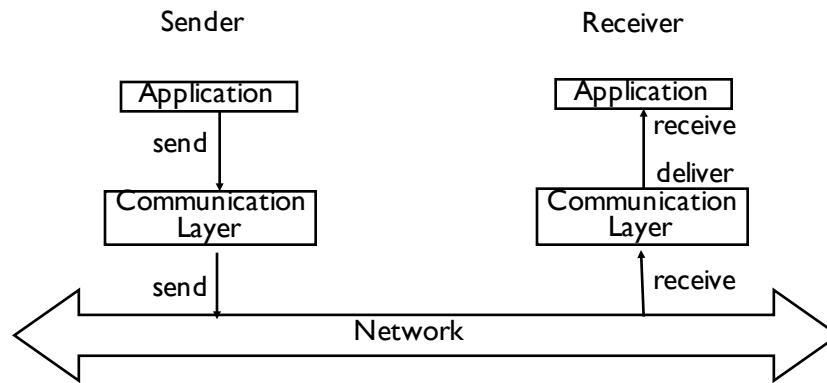 Sender
Receiver
Application
Application
send
receive
deliver
Communication
Layer
Communication
Layer
send
receive
Network